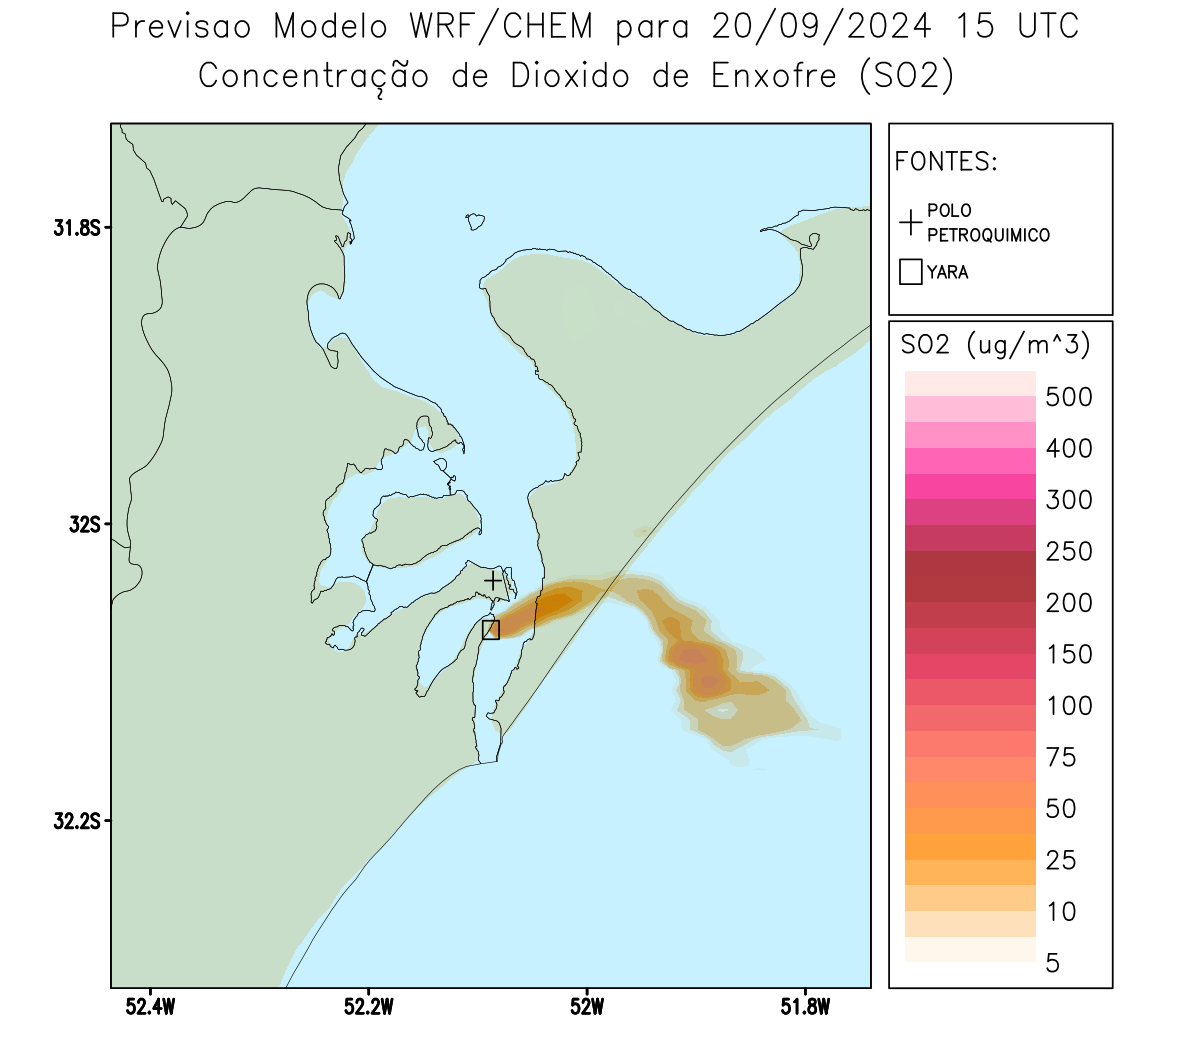 Previsao Modelo WRF/CHEM para 20/09/2024 15 UTC
Concentração de Dioxido de Enxofre (SO2)
31.8S
32S
32.2S
52.4W
52.2W
52W
51.8W
FONTES:
POLO
PETROQUIMICO
YARA
SO2 (ug/m^3)
500
400
300
250
200
150
100
75
50
25
10
5